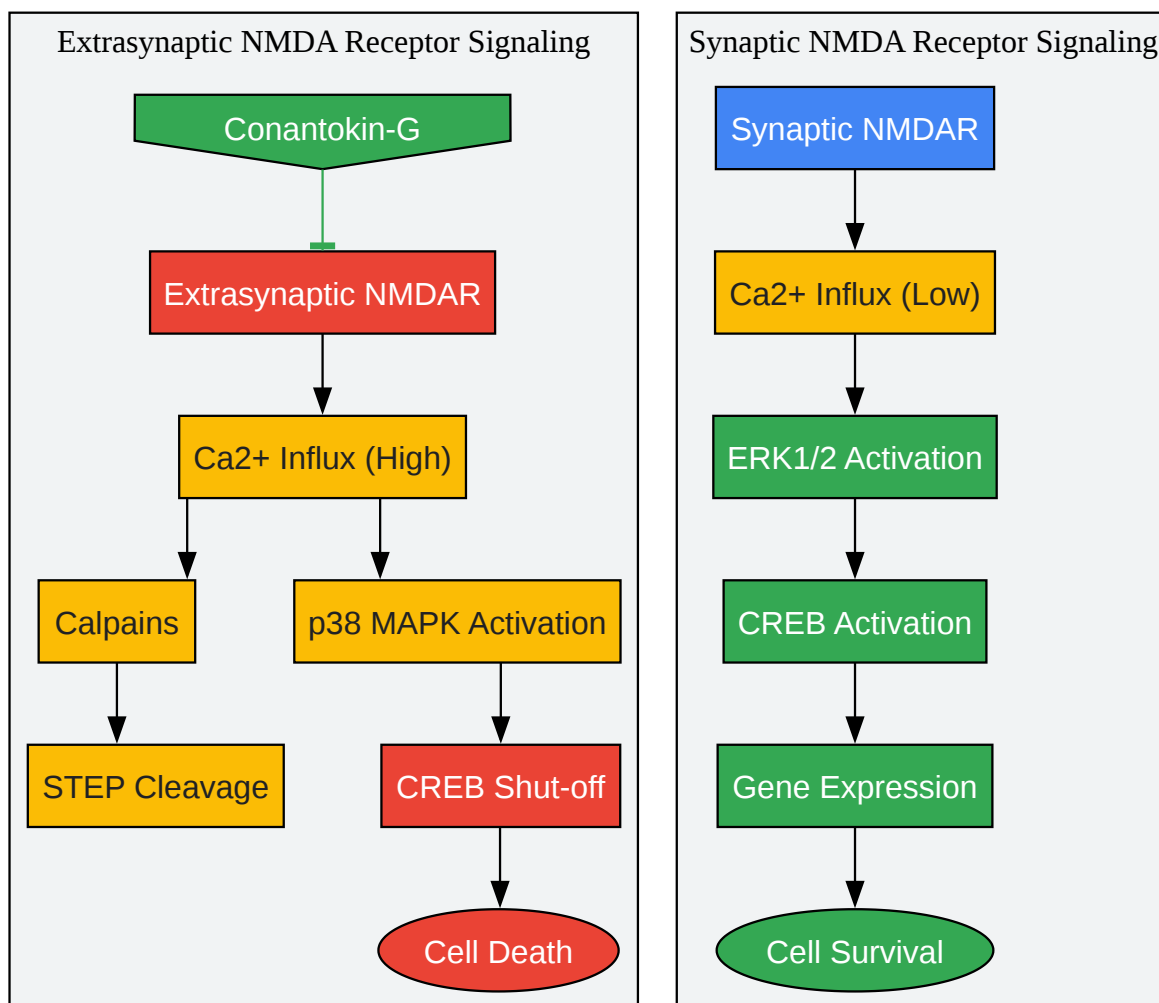 Extrasynaptic NMDA Receptor Signaling
Conantokin-G
Extrasynaptic NMDAR
Ca2+ Influx (High)
Calpains
p38 MAPK Activation
STEP Cleavage
CREB Shut-off
Cell Death
Synaptic NMDA Receptor Signaling
Synaptic NMDAR
Ca2+ Influx (Low)
ERK1/2 Activation
CREB Activation
Gene Expression
Cell Survival